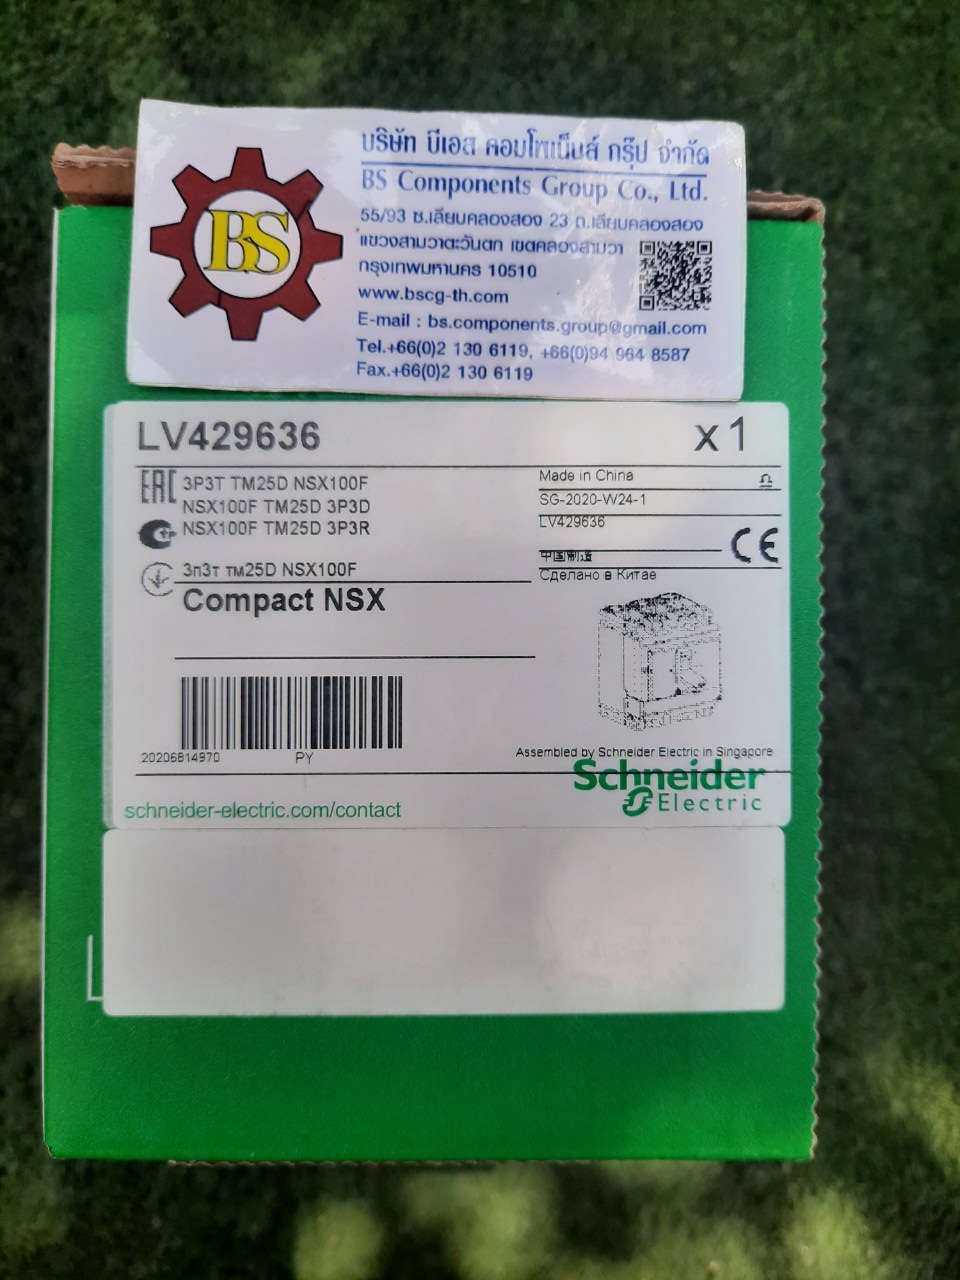 BS
บริษัท บีเอส คอมโพเน็นส์ กรุ๊ป จำกัด
BS Components Group Co., Ltd.
55/93 ซ.เลียบคลองสอง 23 ถ.เลียบคลองสอง
แขวงสามวาตะวันตก เขตคลองสามวา
กรุงเทพมหานคร 10510
www.bscg-th.com
E-mail : bs.components.group@gmail.com
Tel.+66(0)2 130 6119, +66(0)94 964 8587
Fax.+66(0)2 130 6119
LV429636
x 1
EAC
3P3T TM25D NSX100F
NSX100F TM25D 3P3D
NSX100F TM25D 3P3R
3п3т тм25D NSX100F
Compact NSX
Made in China
SG-2020-W24-1
LV429636
中国制造
CE
Сделано в Китае
20206814970
PY
Assembled by Schneider Electric in Singapore
Schneider
Electric
schneider-electric.com/contact